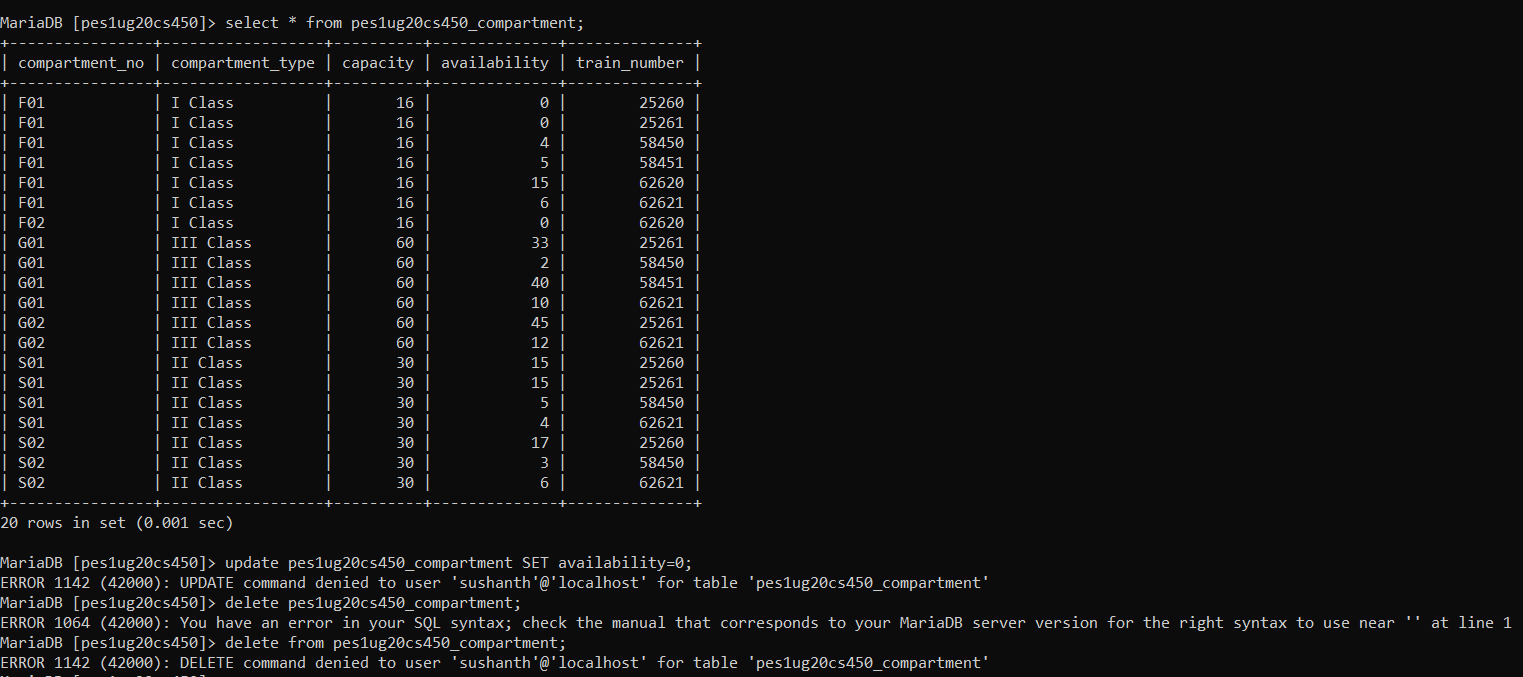 MariaDB [pes1ug20cs450]> select * from pes1ug20cs450_compartment;
+----------------+------------------+----------+--------------+--------------+
| compartment_no | compartment_type | capacity | availability | train_number |
+----------------+------------------+----------+--------------+--------------+
| F01            | I Class          |       16 |            0 |        25260 |
| F01            | I Class          |       16 |            0 |        25261 |
| F01            | I Class          |       16 |            4 |        58450 |
| F01            | I Class          |       16 |            5 |        58451 |
| F01            | I Class          |       16 |           15 |        62620 |
| F01            | I Class          |       16 |            6 |        62621 |
| F02            | I Class          |       16 |            0 |        62620 |
| G01            | III Class        |       60 |           33 |        25261 |
| G01            | III Class        |       60 |            2 |        58450 |
| G01            | III Class        |       60 |           40 |        58451 |
| G01            | III Class        |       60 |           10 |        62621 |
| G02            | III Class        |       60 |           45 |        25261 |
| G02            | III Class        |       60 |           12 |        62621 |
| S01            | II Class         |       30 |           15 |        25260 |
| S01            | II Class         |       30 |           15 |        25261 |
| S01            | II Class         |       30 |            5 |        58450 |
| S01            | II Class         |       30 |            4 |        62621 |
| S02            | II Class         |       30 |           17 |        25260 |
| S02            | II Class         |       30 |            3 |        58450 |
| S02            | II Class         |       30 |            6 |        62621 |
+----------------+------------------+----------+--------------+--------------+
20 rows in set (0.001 sec)
MariaDB [pes1ug20cs450]> update pes1ug20cs450_compartment SET availability=0;
ERROR 1142 (42000): UPDATE command denied to user 'sushanth'@'localhost' for table 'pes1ug20cs450_compartment'
MariaDB [pes1ug20cs450]> delete pes1ug20cs450_compartment;
ERROR 1064 (42000): You have an error in your SQL syntax; check the manual that corresponds to your MariaDB server version for the right syntax to use near '' at line 1
MariaDB [pes1ug20cs450]> delete from pes1ug20cs450_compartment;
ERROR 1142 (42000): DELETE command denied to user 'sushanth'@'localhost' for table 'pes1ug20cs450_compartment'